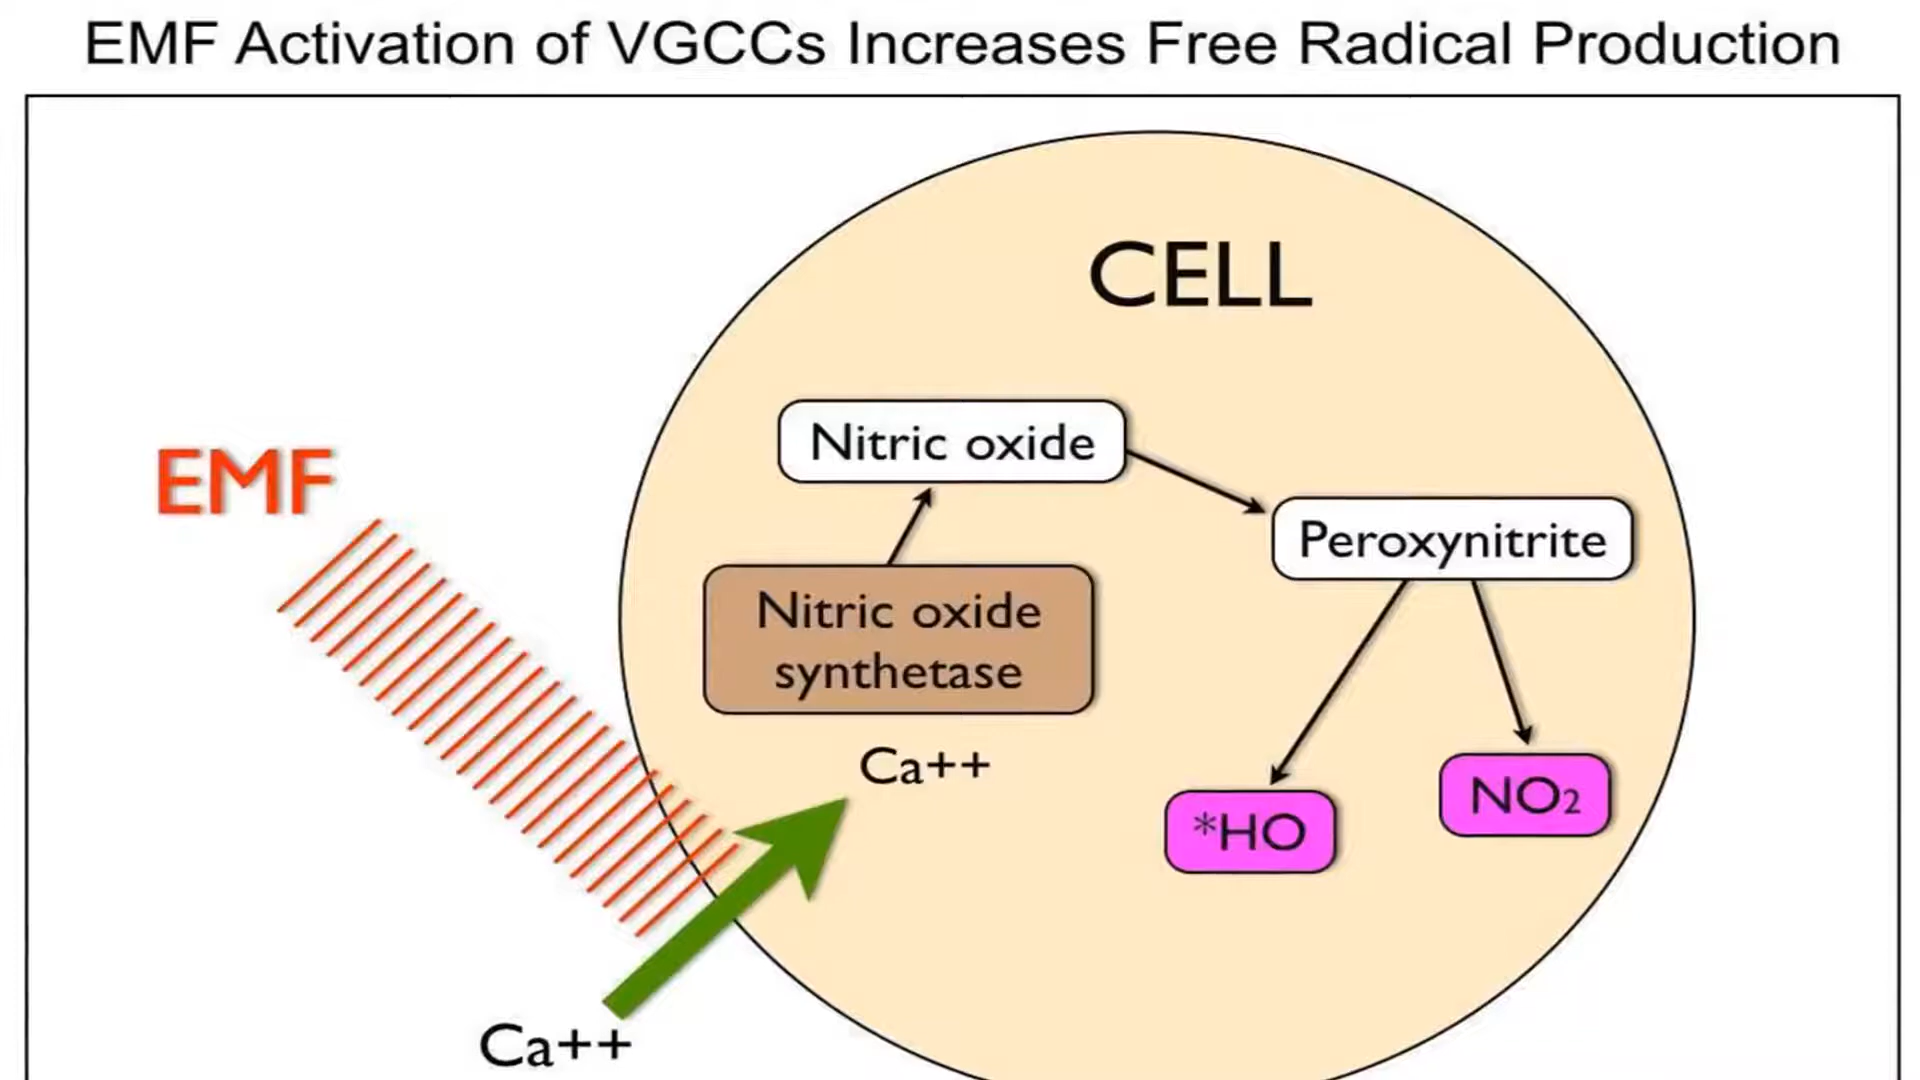 EMF Activation of VGCCs Increases Free Radical Production
CELL
Nitric oxide
EMF
Peroxynitrite
Nitric oxide
synthetase
Ca++
NO₂
*HO
Ca++